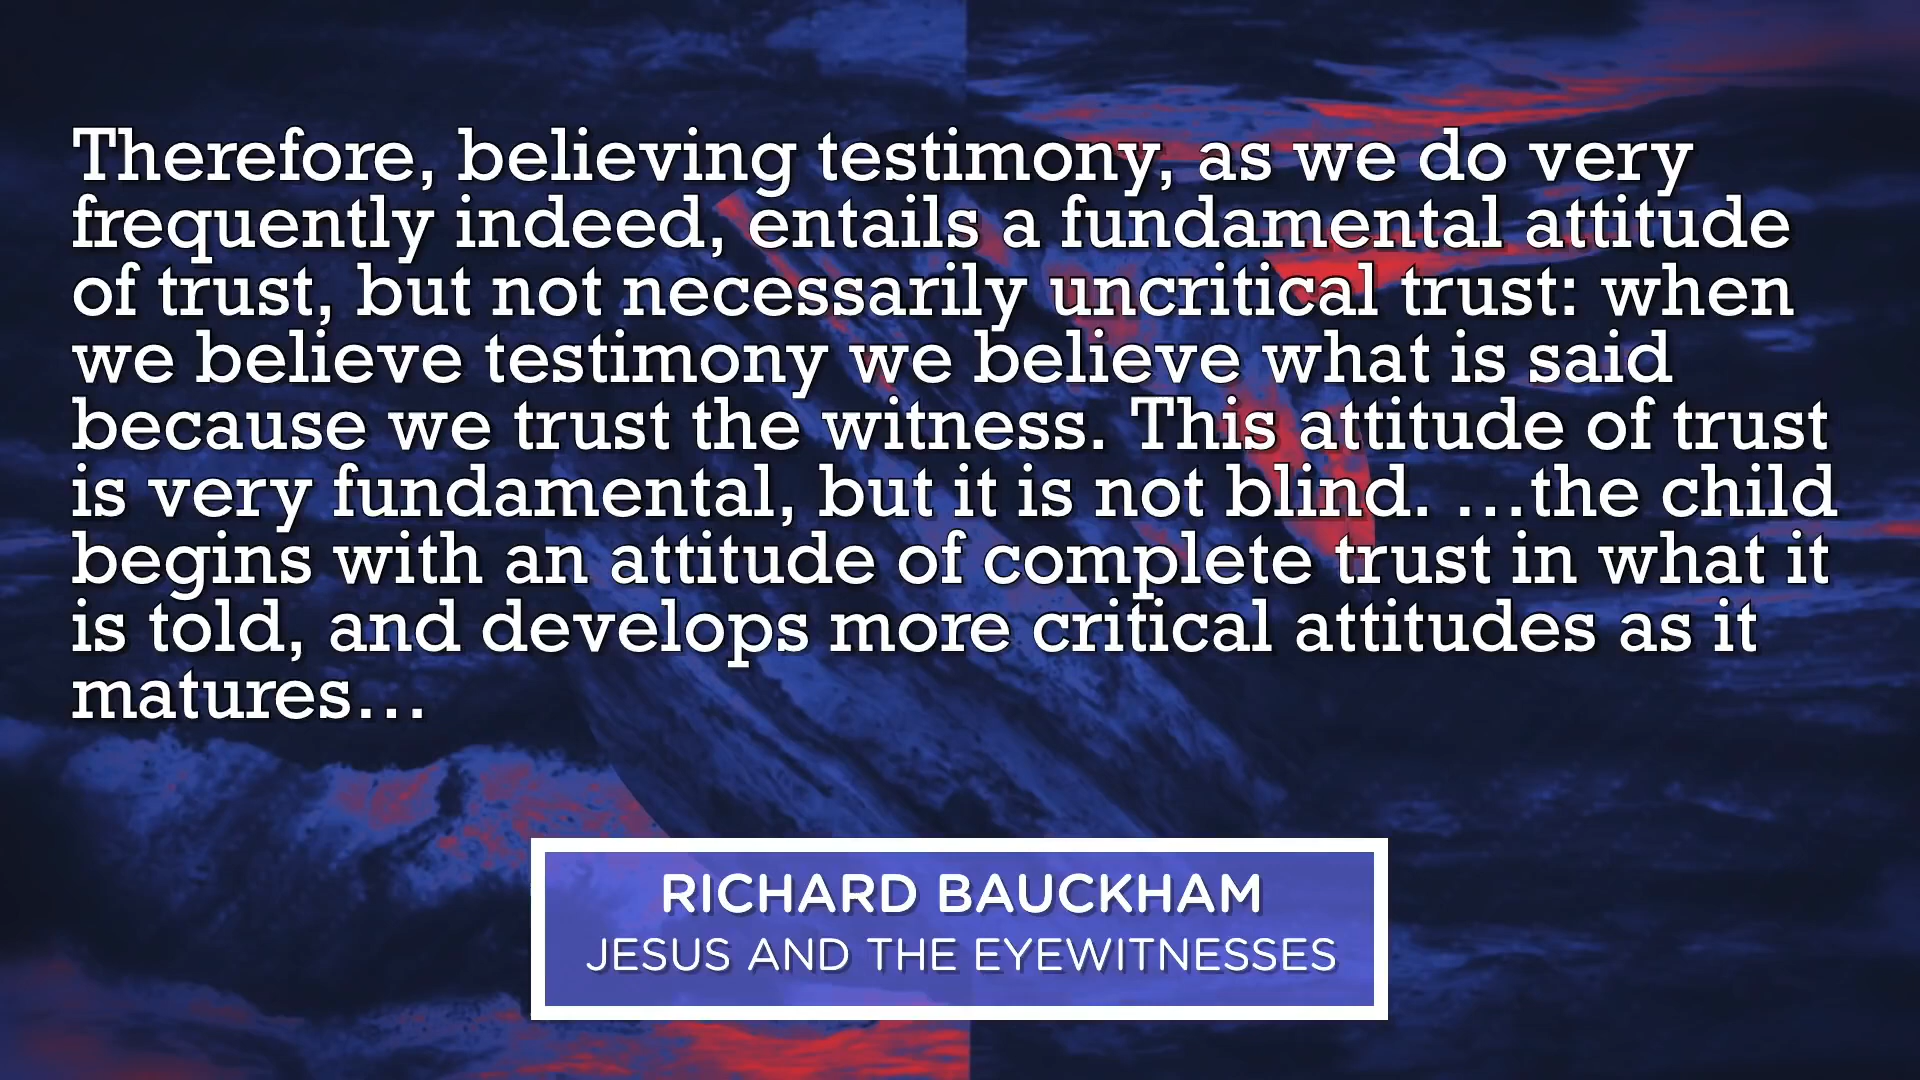 Therefore, believing testimony, as we do very
frequently indeed, entails a fundamental attitude
of trust, but not necessarily uncritical trust: when
we believe testimony we believe what is said
because we trust the witness. This attitude of trust
is very fundamental, but it is not blind. …the child
begins with an attitude of complete trust in what it
is told, and develops more critical attitudes as it
matures…
RICHARD BAUCKHAM
JESUS AND THE EYEWITNESSES